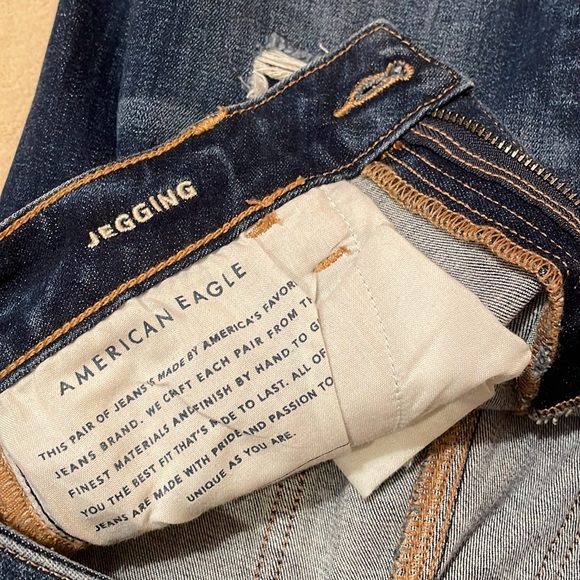 JEGGING
AMERICAN EAGLE
THIS PAIR OF JEANS IS MADE BY AMERICA'S FAVOR
JEANS BRAND. WE CRAFT EACH PAIR FROM TH
FINEST MATERIALS AND FINISH BY HAND TO G
YOU THE BEST FIT THAT'S MADE TO LAST. ALL OF
JEANS ARE MADE WITH PRIDE AND PASSION TO
UNIQUE AS YOU ARE.